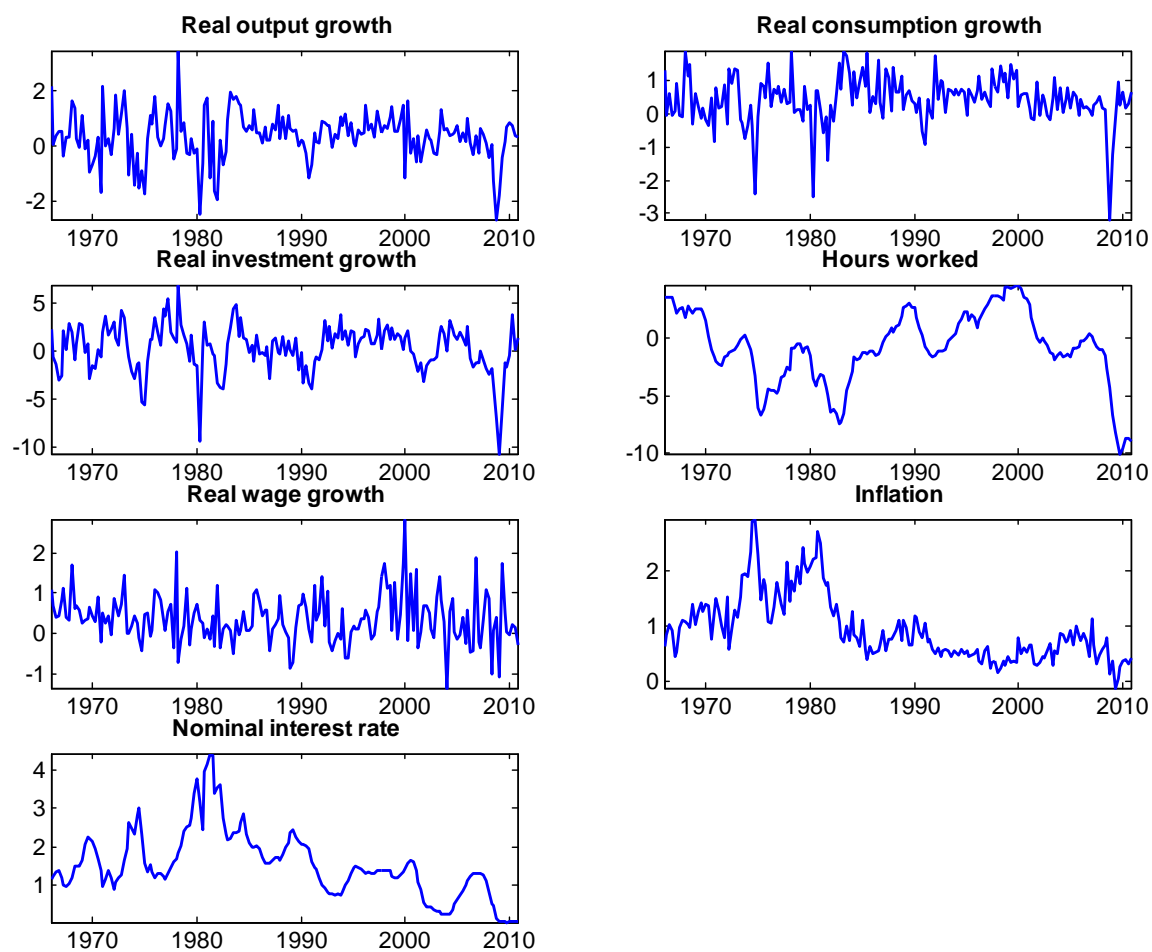 Real output growth
2
0
-2
1970 1980 1990 2000 2010
Real consumption growth
1
0
-1
-2
-3
1970 1980 1990 2000 2010
Real investment growth
5
0
-5
-10
1970 1980 1990 2000 2010
Hours worked
0
-5
-10
1970 1980 1990 2000 2010
Real wage growth
2
1
0
-1
1970 1980 1990 2000 2010
Inflation
2
1
0
1970 1980 1990 2000 2010
Nominal interest rate
4
3
2
1
1970 1980 1990 2000 2010